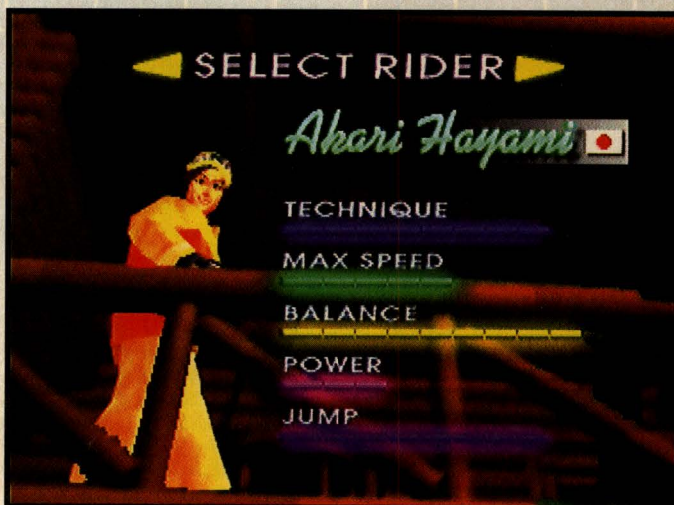 SELECT RIDER
Akari Hayami
TECHNIQUE
MAX SPEED
BALANCE
POWER
JUMP